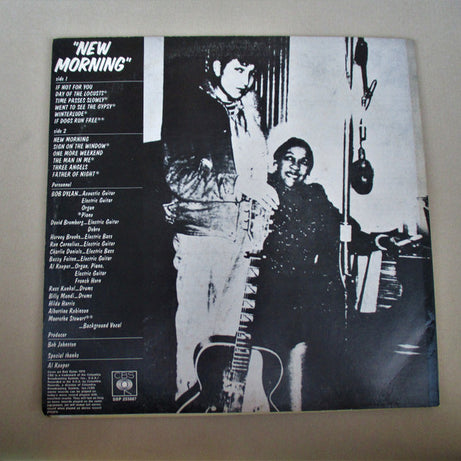 "NEW
MORNING"
side 1
IF NOT FOR YOU
DAY OF THE LOCUSTS*
TIME PASSES SLOWLY*
WENT TO SEE THE GYPSY*
WINTERLUDE*
IF DOGS RUN FREE**
side 2
NEW MORNING
SIGN ON THE WINDOW*
ONE MORE WEEKEND
THE MAN IN ME*
THREE ANGELS
FATHER OF NIGHT*
Personnel
BOB DYLAN...Acoustic Guitar
Electric Guitar
Organ
*Piano
David Bromberg...Electric Guitar
Dobro
Harvey Brooks...Electric Bass
Ron Cornelius...Electric Guitar
Charlie Daniels...Electric Bass
Buzzy Feiten...Electric Guitar
Al Kooper...Organ, Piano,
Electric Guitar
French Horn
Russ Kunkel...Drums
Billy Mundi...Drums
Hilda Harris
Albertine Robinson
Maeretha Stewart**
...Background Vocal
Producer
Bob Johnston
Special thanks
Al Kooper
CBS
SBP 233887